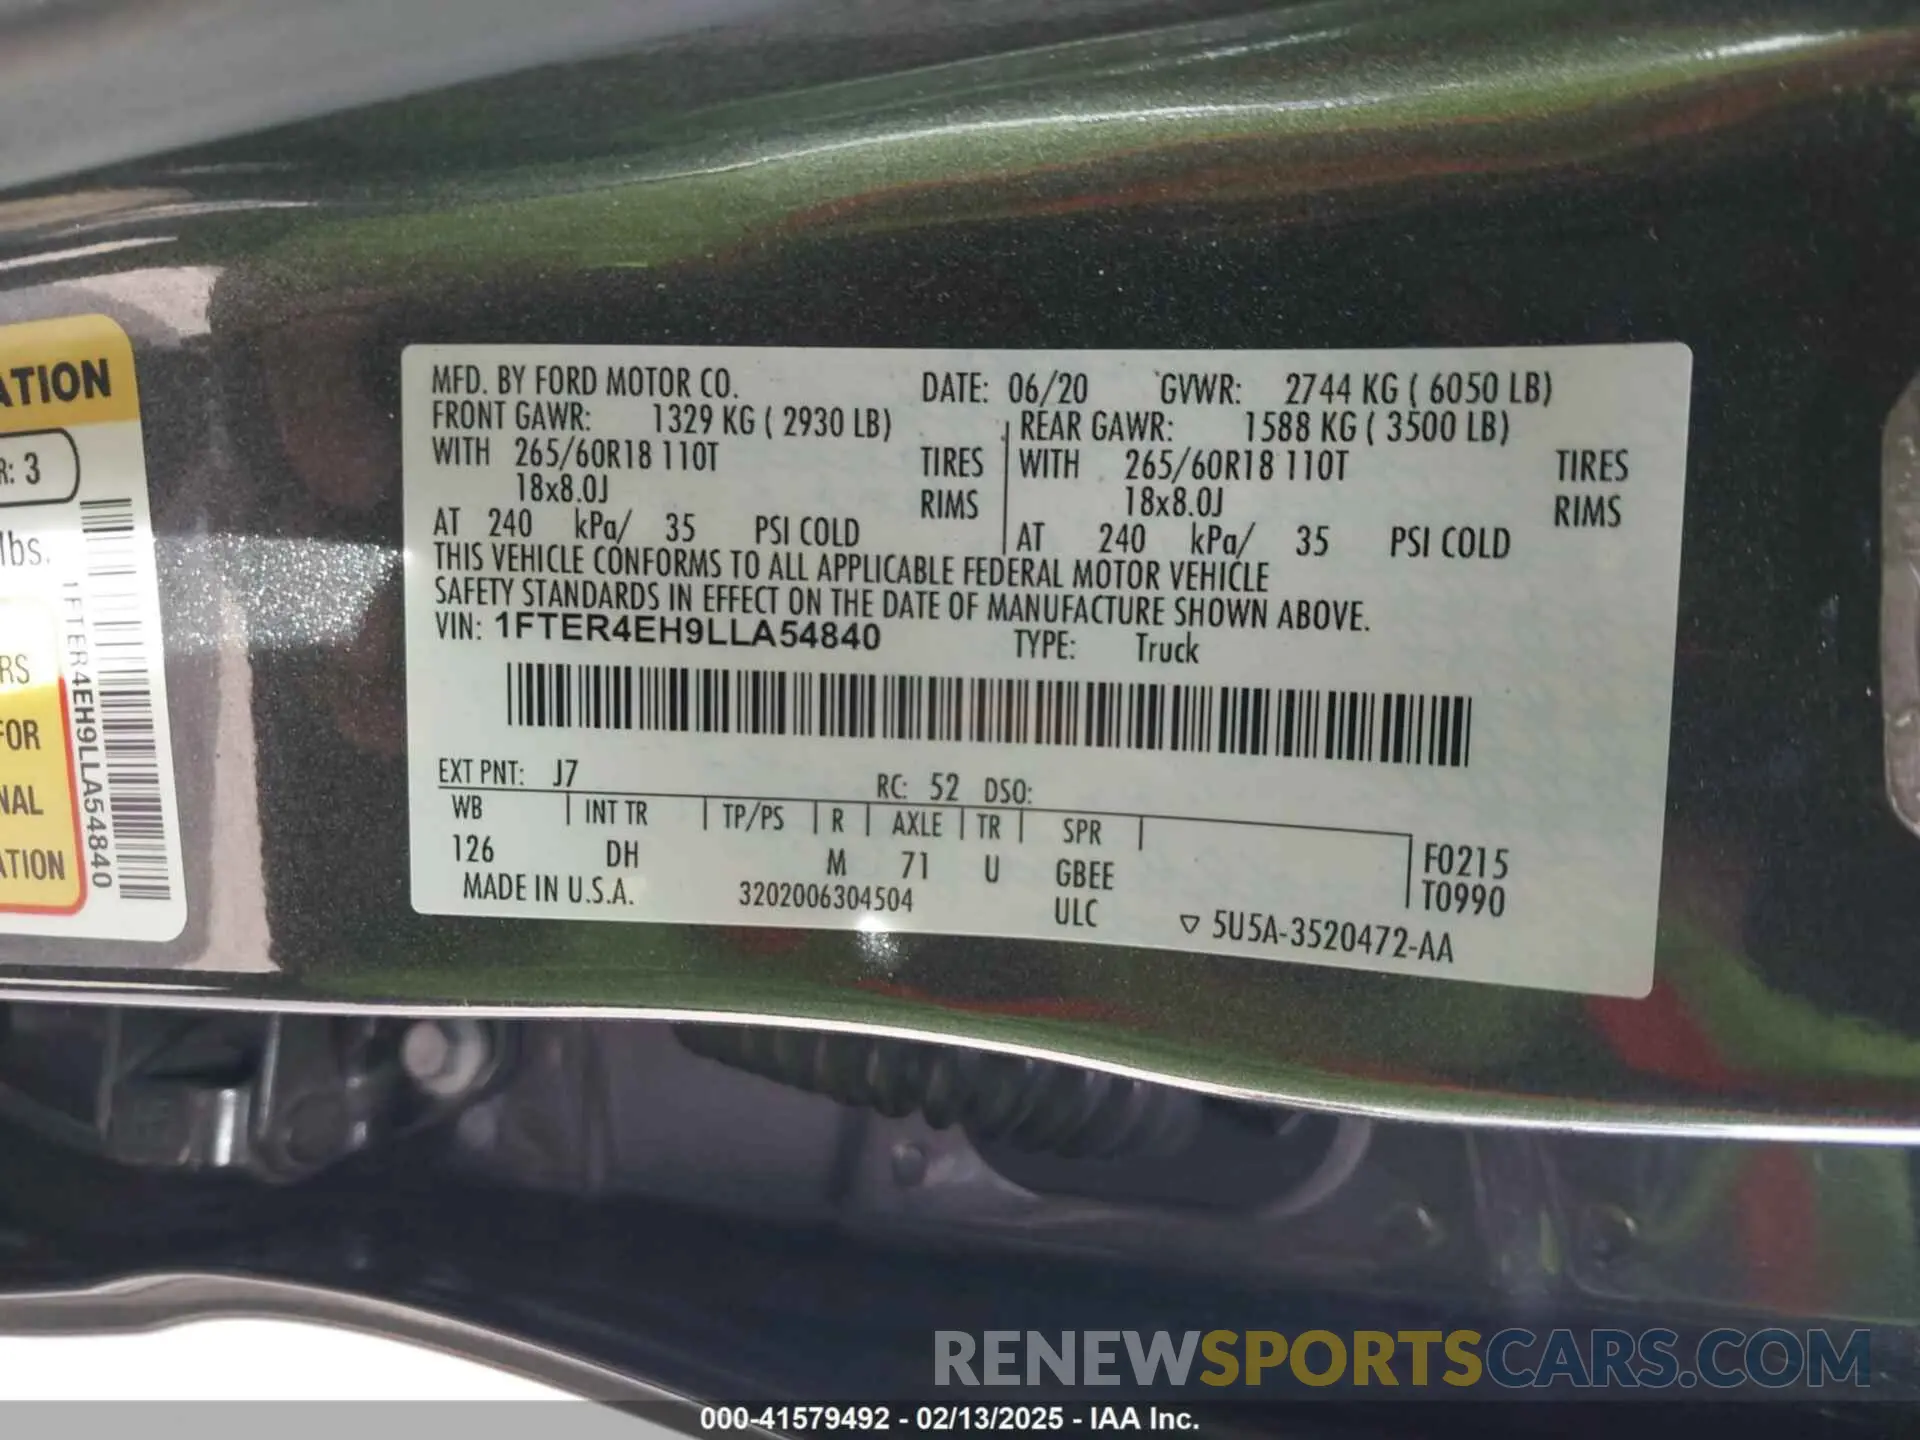 ATION
R: 3
lbs.
RS
FOR
NAL
ATION
1FTER4EH9LLA54840
MFD. BY FORD MOTOR CO. DATE: 06/20 GVWR: 2744 KG ( 6050 LB)
FRONT GAWR: 1329 KG ( 2930 LB) REAR GAWR: 1588 KG ( 3500 LB)
WITH 265/60R18 110T TIRES WITH 265/60R18 110T TIRES
18x8.0J RIMS 18x8.0J RIMS
AT 240 kPa/ 35 PSI COLD AT 240 kPa/ 35 PSI COLD
THIS VEHICLE CONFORMS TO ALL APPLICABLE FEDERAL MOTOR VEHICLE
SAFETY STANDARDS IN EFFECT ON THE DATE OF MANUFACTURE SHOWN ABOVE.
VIN: 1FTER4EH9LLA54840 TYPE: Truck
EXT PNT: J7 RC: 52 DSO:
WB INT TR TP/PS R AXLE TR SPR
126 DH M 71 U GBEE F0215
MADE IN U.S.A. 3202006304504 ULC T0990
5U5A-3520472-AA
RENEWSPORTSCARS.COM
000-41579492 - 02/13/2025 - IAA Inc.